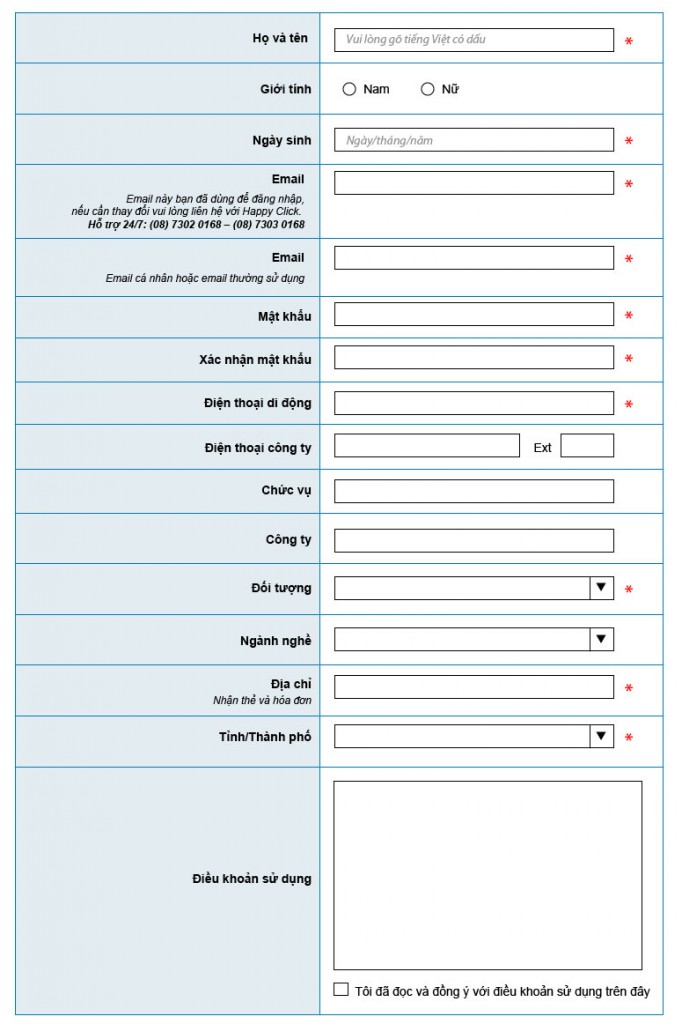 Họ và tên
Vui lòng gõ tiếng Việt có dấu *
Giới tính
Nam Nữ
Ngày sinh
Ngày/tháng/năm *
Email *
Email này bạn đã dùng để đăng nhập,
nếu cần thay đổi vui lòng liên hệ với Happy Click.
Hỗ trợ 24/7: (08) 7302 0168 – (08) 7303 0168
Email *
Email cá nhân hoặc email thường sử dụng
Mật khẩu *
Xác nhận mật khẩu *
Điện thoại di động *
Điện thoại công ty Ext
Chức vụ
Công ty
Đối tượng ▼ *
Ngành nghề ▼
Địa chỉ *
Nhận thẻ và hóa đơn
Tỉnh/Thành phố ▼ *
Điều khoản sử dụng
Tôi đã đọc và đồng ý với điều khoản sử dụng trên đây